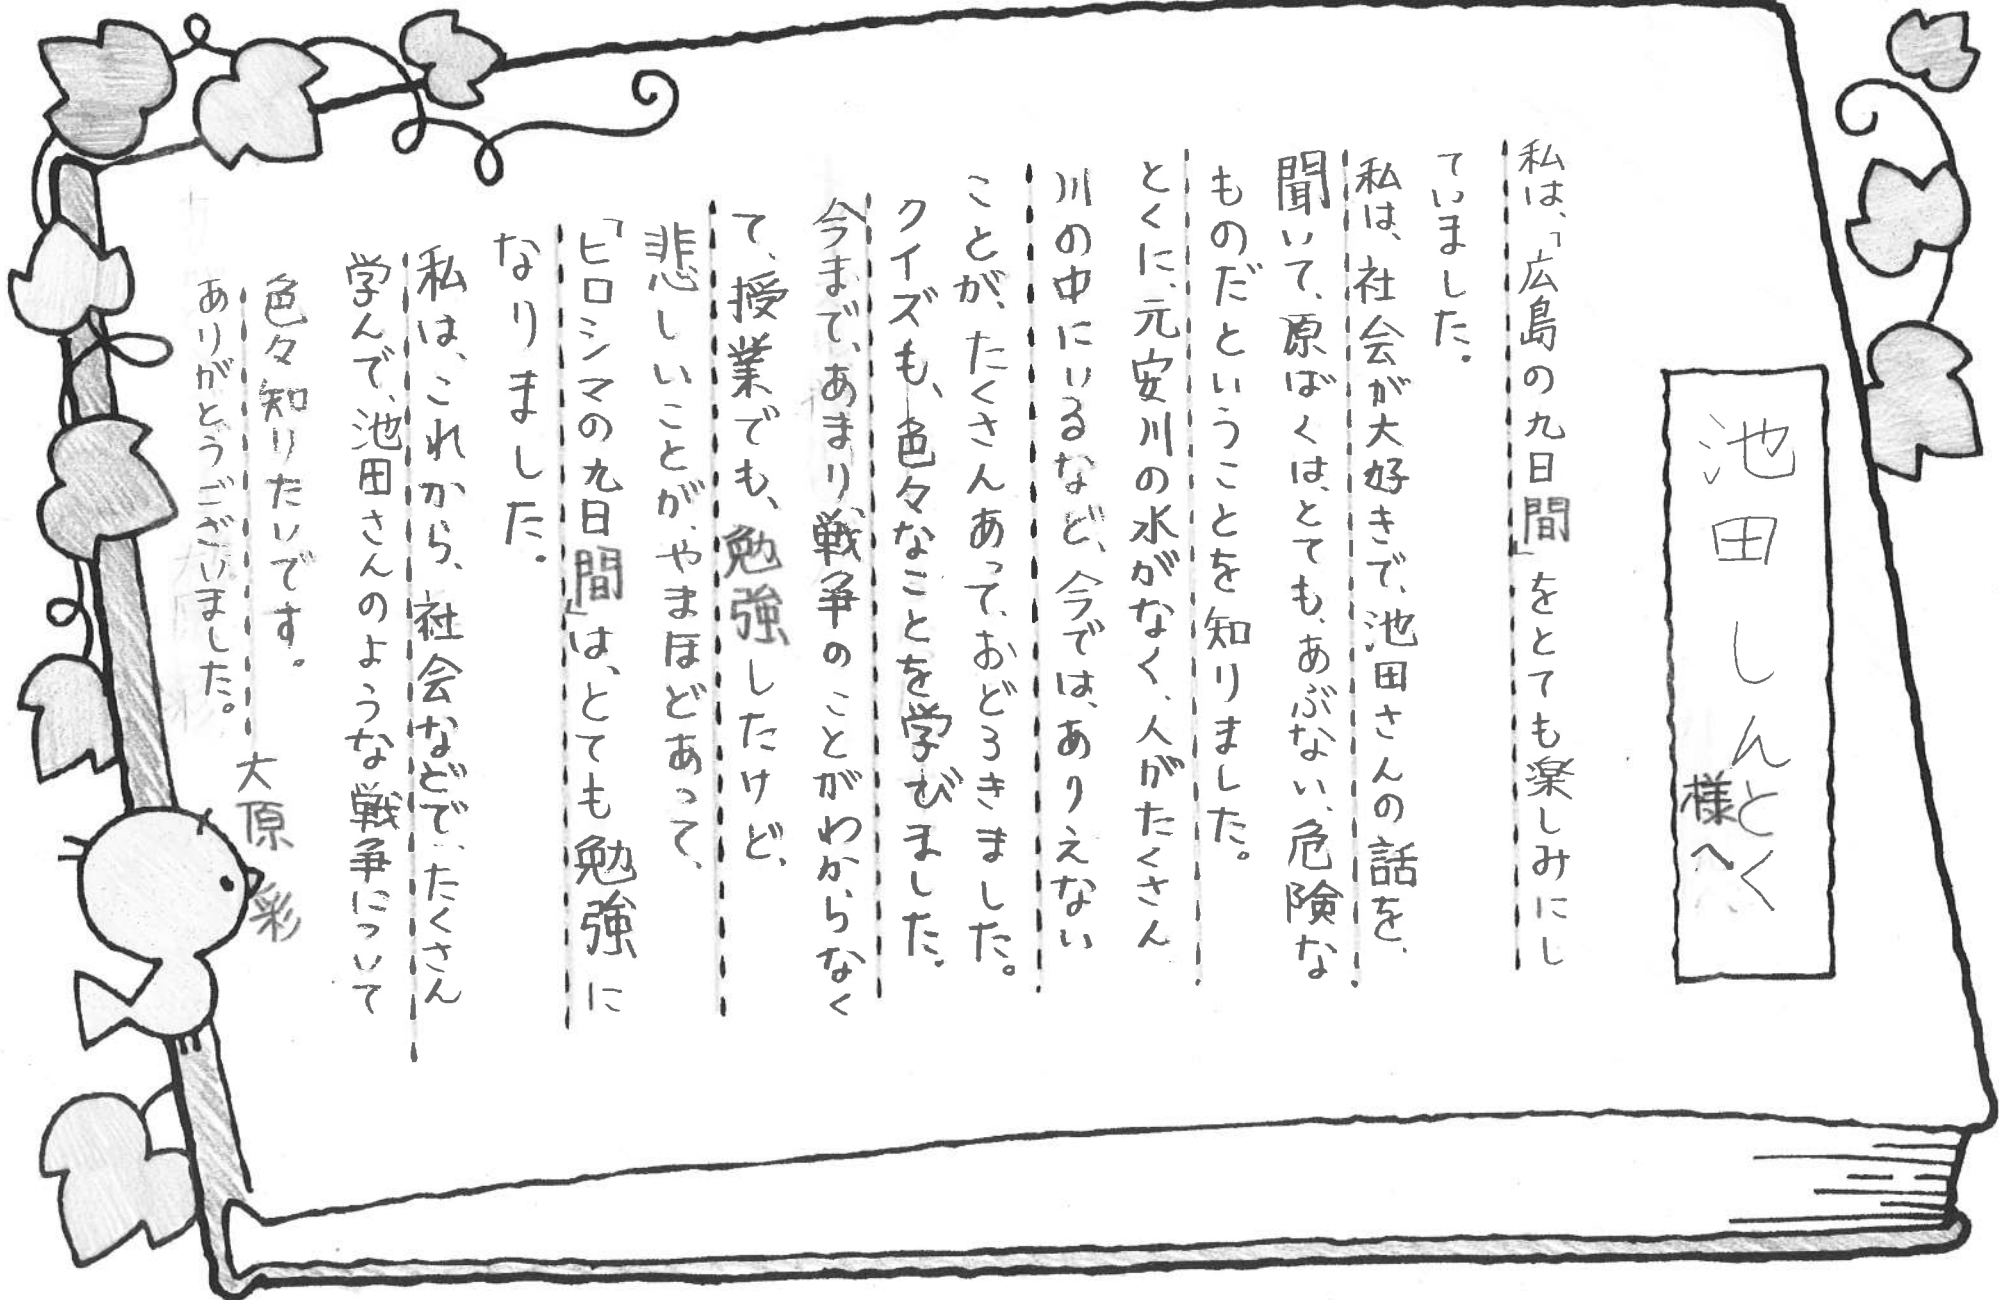 池田しんとく
様へ
私は、「広島の九日間」をとても楽しみにし
ていました。
私は、社会が大好きで、池田さんの話を、
聞いて、原ばくは、とても、あぶない、危険な
ものだということを知りました。
とくに、元安川の水がなく、人がたくさん
川の中にいるなど、今では、ありえない
ことが、たくさんあって、おどろきました。
クイズも、色々なことを学びました。
今まで、あまり、戦争のことがわからなく
て、授業でも、勉強したけど、
悲しいことが、やまほどあって、
「ヒロシマの九日間」は、とても勉強に
なりました。
私は、これから、社会などで、たくさん
学んで、池田さんのような戦争について
色々知りたいです。
ありがとうございました。
大原 彩